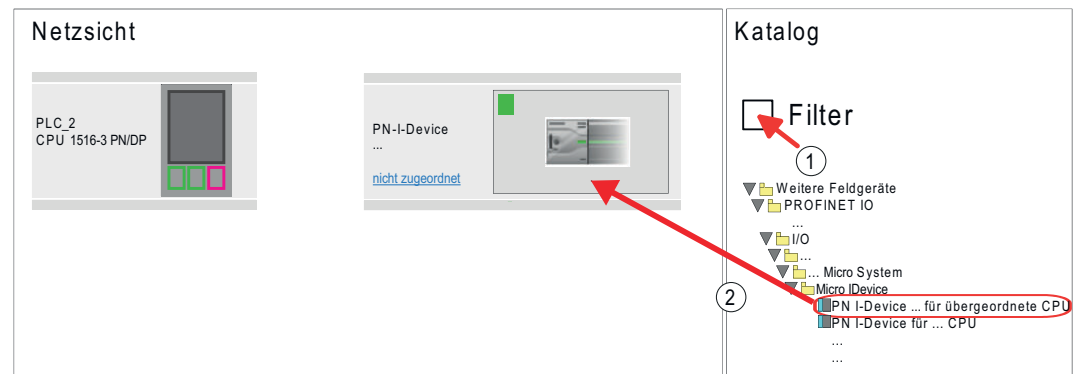 Netzsicht
PLC_2
CPU 1516-3 PN/DP
PN-I-Device
...
nicht zugeordnet
Katalog
Filter
1
Weitere Feldgeräte
PROFINET IO
...
I/O
...
... Micro System
Micro IDevice
2
PN I-Device ... für übergeordnete CPU
PN I-Device für ... CPU
...
...